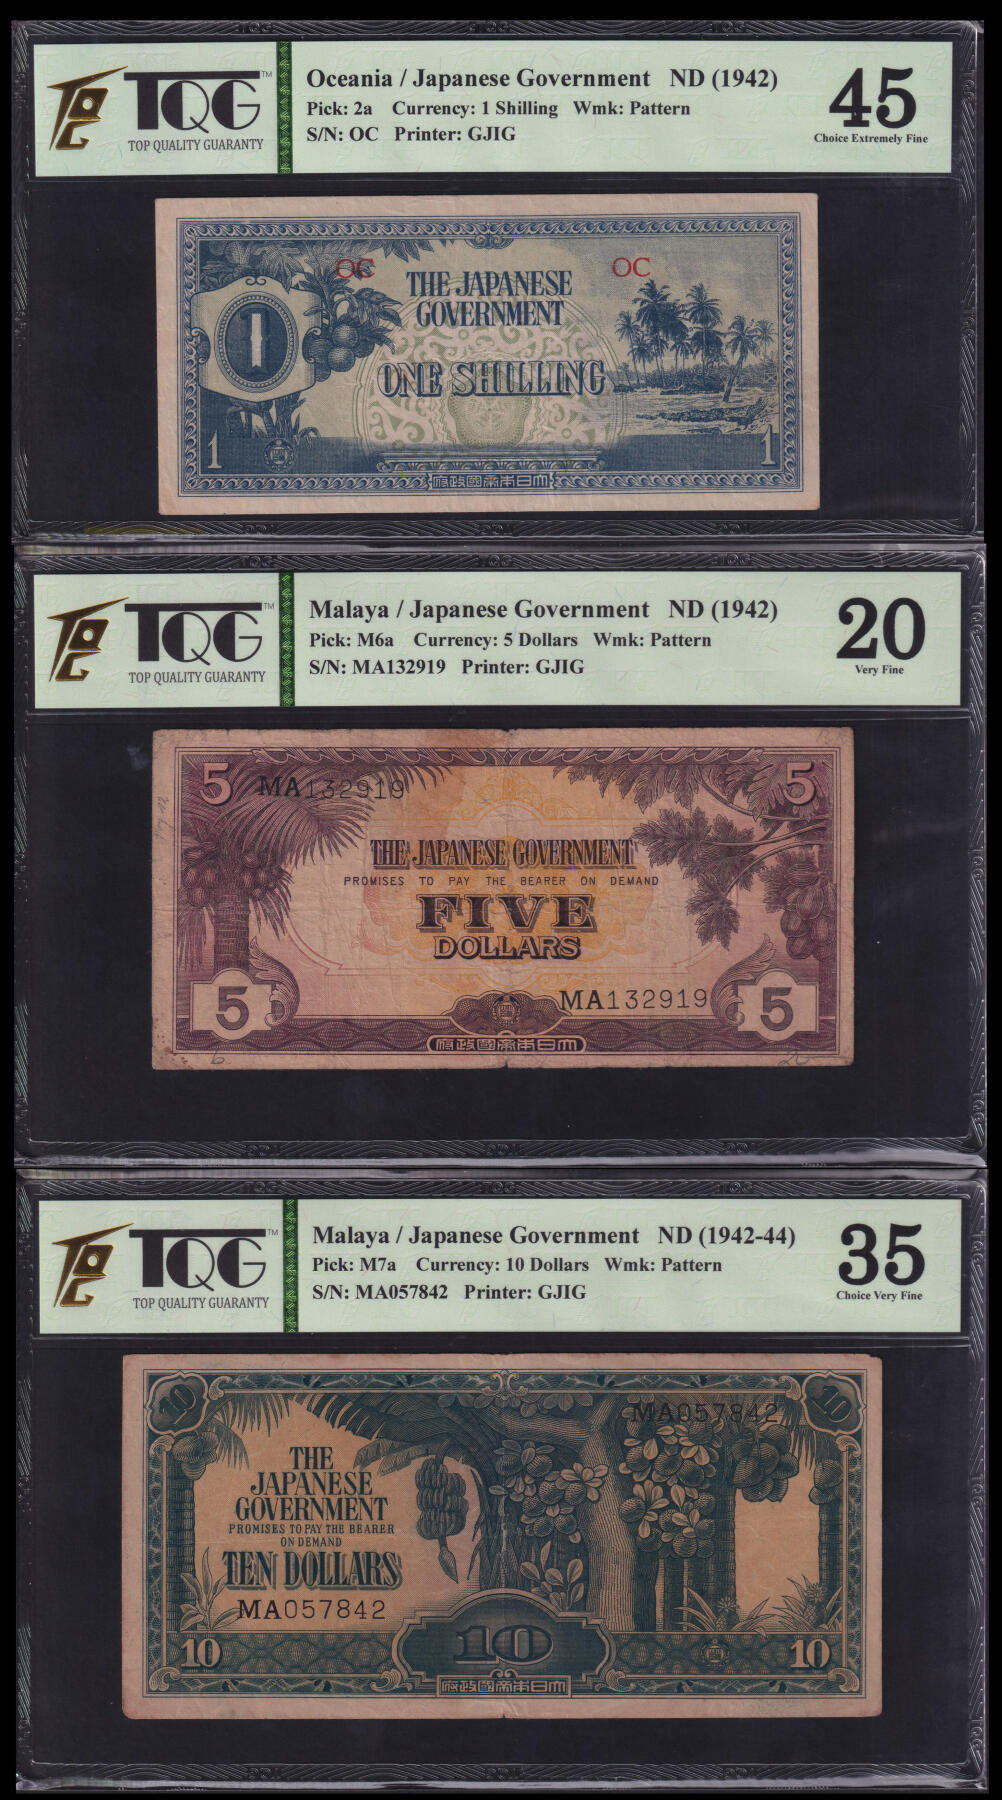 TQG™
TOP QUALITY GUARANTY
Oceania / Japanese Government ND (1942)
Pick: 2a Currency: 1 Shilling Wmk: Pattern
S/N: OC Printer: GJIG
45
Choice Extremely Fine
OC OC
THE JAPANESE
GOVERNMENT
1
ONE SHILLING
1 1
府政國帝本日大
TQG™
TOP QUALITY GUARANTY
Malaya / Japanese Government ND (1942)
Pick: M6a Currency: 5 Dollars Wmk: Pattern
S/N: MA132919 Printer: GJIG
20
Very Fine
5 MA132919 5
THE JAPANESE GOVERNMENT
PROMISES TO PAY THE BEARER ON DEMAND
FIVE
DOLLARS
5 MA132919 5
府政國帝本日大
6
TQG™
TOP QUALITY GUARANTY
Malaya / Japanese Government ND (1942-44)
Pick: M7a Currency: 10 Dollars Wmk: Pattern
S/N: MA057842 Printer: GJIG
35
Choice Very Fine
10 MA057842 10
THE
JAPANESE
GOVERNMENT
PROMISES TO PAY THE BEARER
ON DEMAND
TEN DOLLARS
MA057842
10 10 10
府政國帝本日大